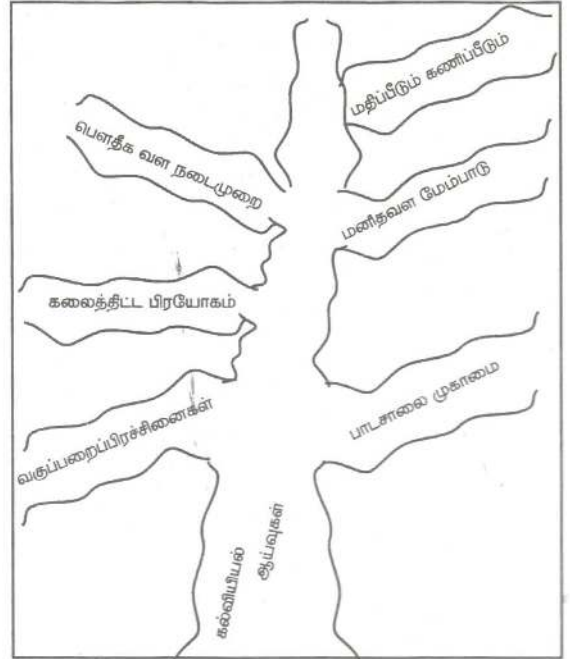 மதிப்பீடும் கணிப்பீடும்
பௌதீக வள நடைமுறை
மனிதவள மேம்பாடு
கலைத்திட்ட பிரயோகம்
பாடசாலை முகாமை
வகுப்பறைப்பிரச்சினைகள்
கல்வியியல்
ஆய்வுகள்